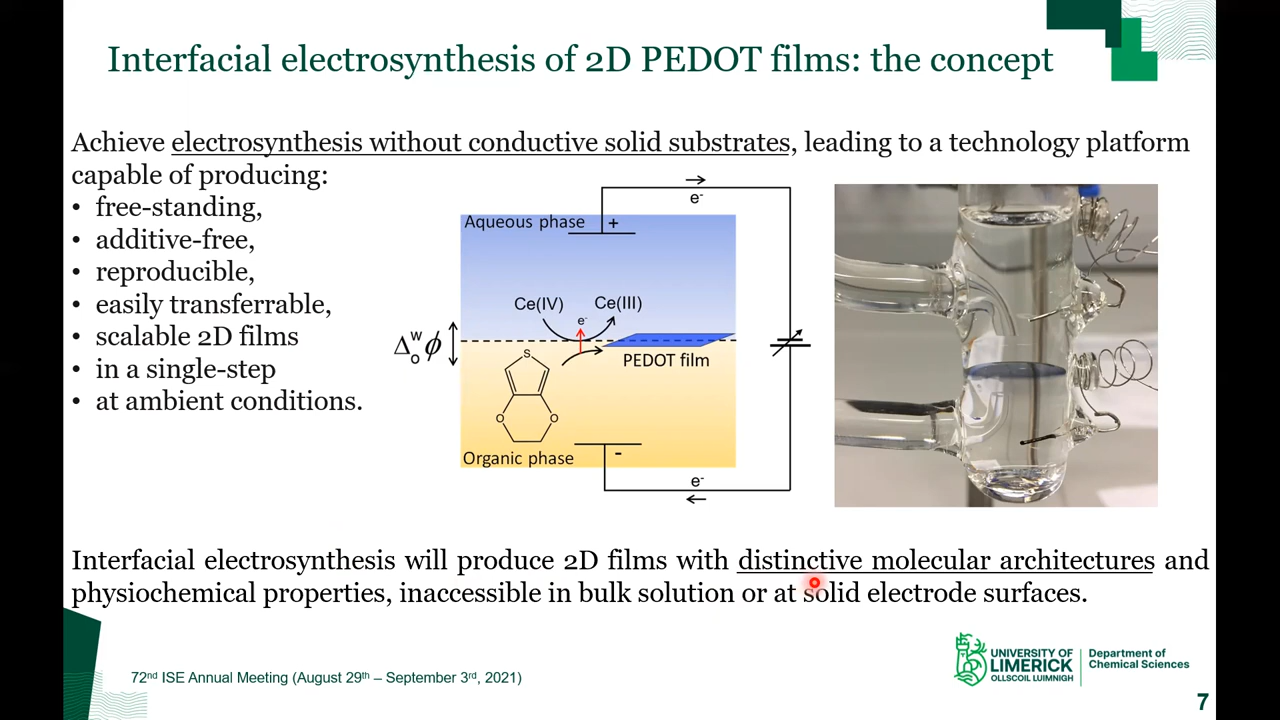 Interfacial electrosynthesis of 2D PEDOT films: the concept
Achieve electrosynthesis without conductive solid substrates, leading to a technology platform
capable of producing:
• free-standing,
• additive-free,
• reproducible,
• easily transferrable,
• scalable 2D films
• in a single-step
• at ambient conditions.
e-
Aqueous phase +
Ce(IV) Ce(III)
e-
Δwoϕ
S
PEDOT film
O O
Organic phase -
e-
Interfacial electrosynthesis will produce 2D films with distinctive molecular architectures and
physiochemical properties, inaccessible in bulk solution or at solid electrode surfaces.
72nd ISE Annual Meeting (August 29th – September 3rd, 2021)
UNIVERSITY OF
LIMERICK
OLLSCOIL LUIMNIGH
Department of
Chemical Sciences
7